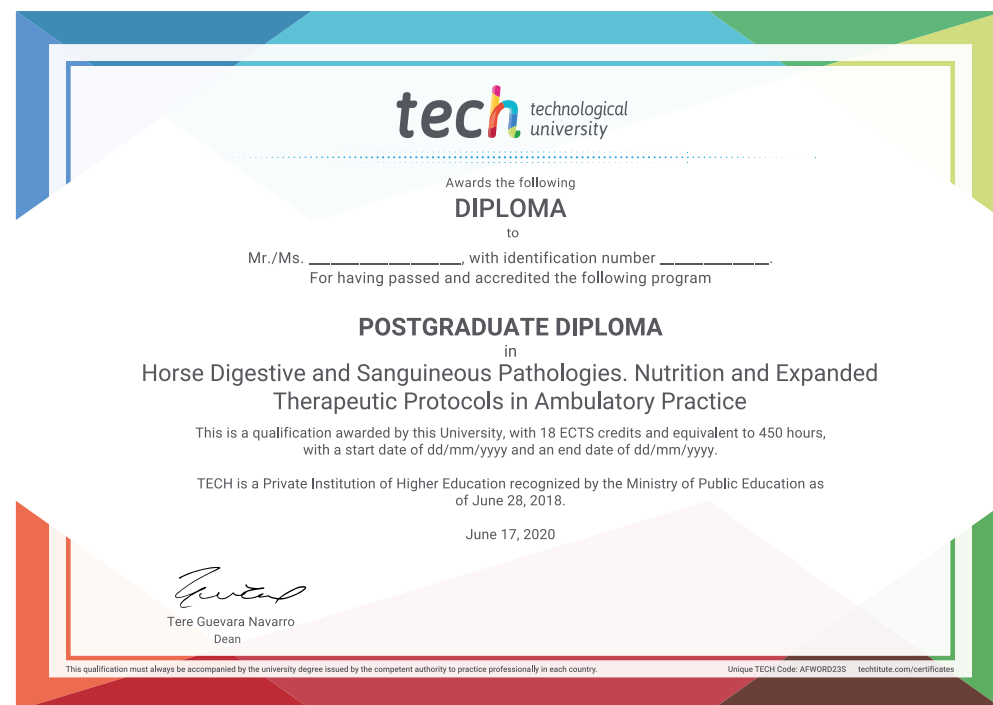 tech technological
university
Awards the following
DIPLOMA
to
Mr./Ms. ____________________, with identification number ______________.
For having passed and accredited the following program
POSTGRADUATE DIPLOMA
in
Horse Digestive and Sanguineous Pathologies. Nutrition and Expanded
Therapeutic Protocols in Ambulatory Practice
This is a qualification awarded by this University, with 18 ECTS credits and equivalent to 450 hours,
with a start date of dd/mm/yyyy and an end date of dd/mm/yyyy.
TECH is a Private Institution of Higher Education recognized by the Ministry of Public Education as
of June 28, 2018.
June 17, 2020
Tere Guevara Navarro
Dean
This qualification must always be accompanied by the university degree issued by the competent authority to practice professionally in each country.
Unique TECH Code: AFWORD23S techtitute.com/certificates